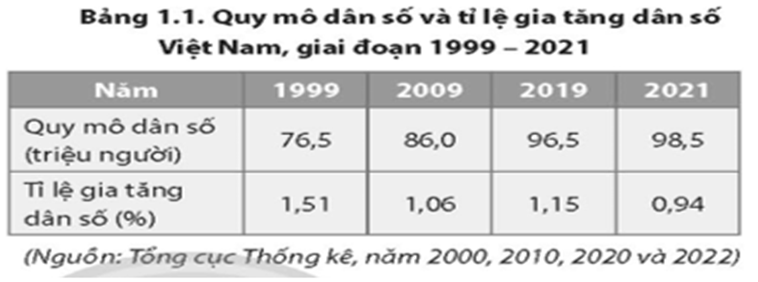 Bảng 1.1. Quy mô dân số và tỉ lệ gia tăng dân số
Việt Nam, giai đoạn 1999 – 2021
Năm 1999 2009 2019 2021
Quy mô dân số
(triệu người) 76,5 86,0 96,5 98,5
Tỉ lệ gia tăng
dân số (%) 1,51 1,06 1,15 0,94
(Nguồn: Tổng cục Thống kê, năm 2000, 2010, 2020 và 2022)